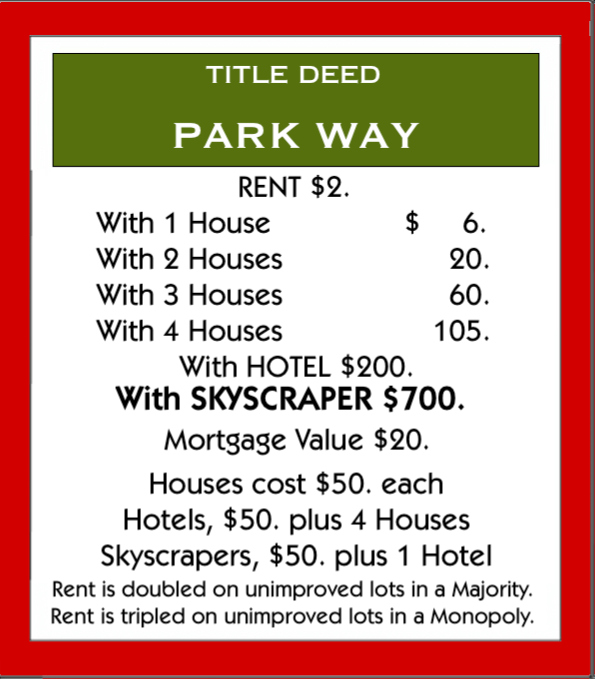 TITLE DEED
PARK WAY
RENT $2.
With 1 House $ 6.
With 2 Houses 20.
With 3 Houses 60.
With 4 Houses 105.
With HOTEL $200.
With SKYSCRAPER $700.
Mortgage Value $20.
Houses cost $50. each
Hotels, $50. plus 4 Houses
Skyscrapers, $50. plus 1 Hotel
Rent is doubled on unimproved lots in a Majority.
Rent is tripled on unimproved lots in a Monopoly.